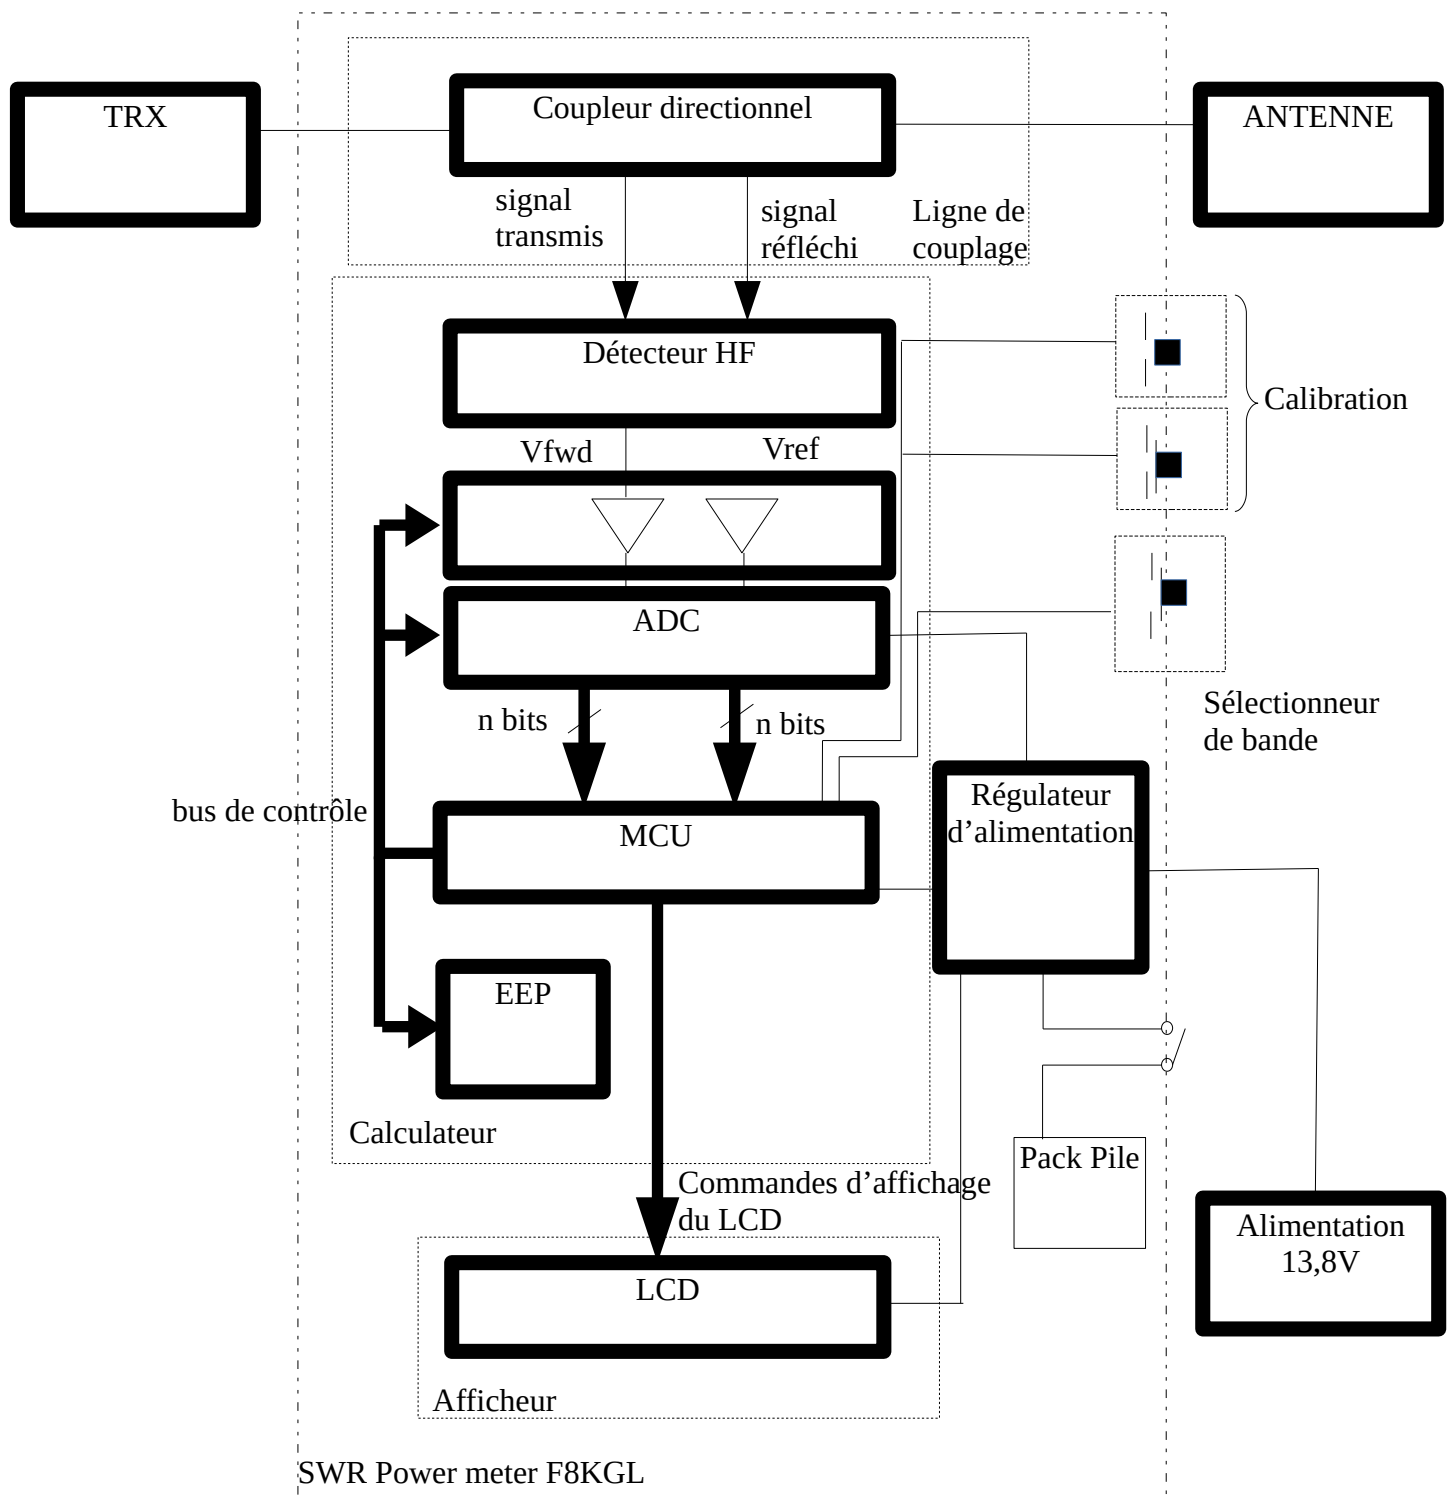 TRX
Coupleur directionnel
ANTENNE
signal
transmis
signal
réfléchi
Ligne de
couplage
Détecteur HF
Calibration
Vfwd
Vref
ADC
n bits
n bits
Sélectionneur
de bande
bus de contrôle
MCU
Régulateur
d’alimentation
EEP
Calculateur
Pack Pile
Commandes d’affichage
du LCD
Alimentation
13,8V
LCD
Afficheur
SWR Power meter F8KGL